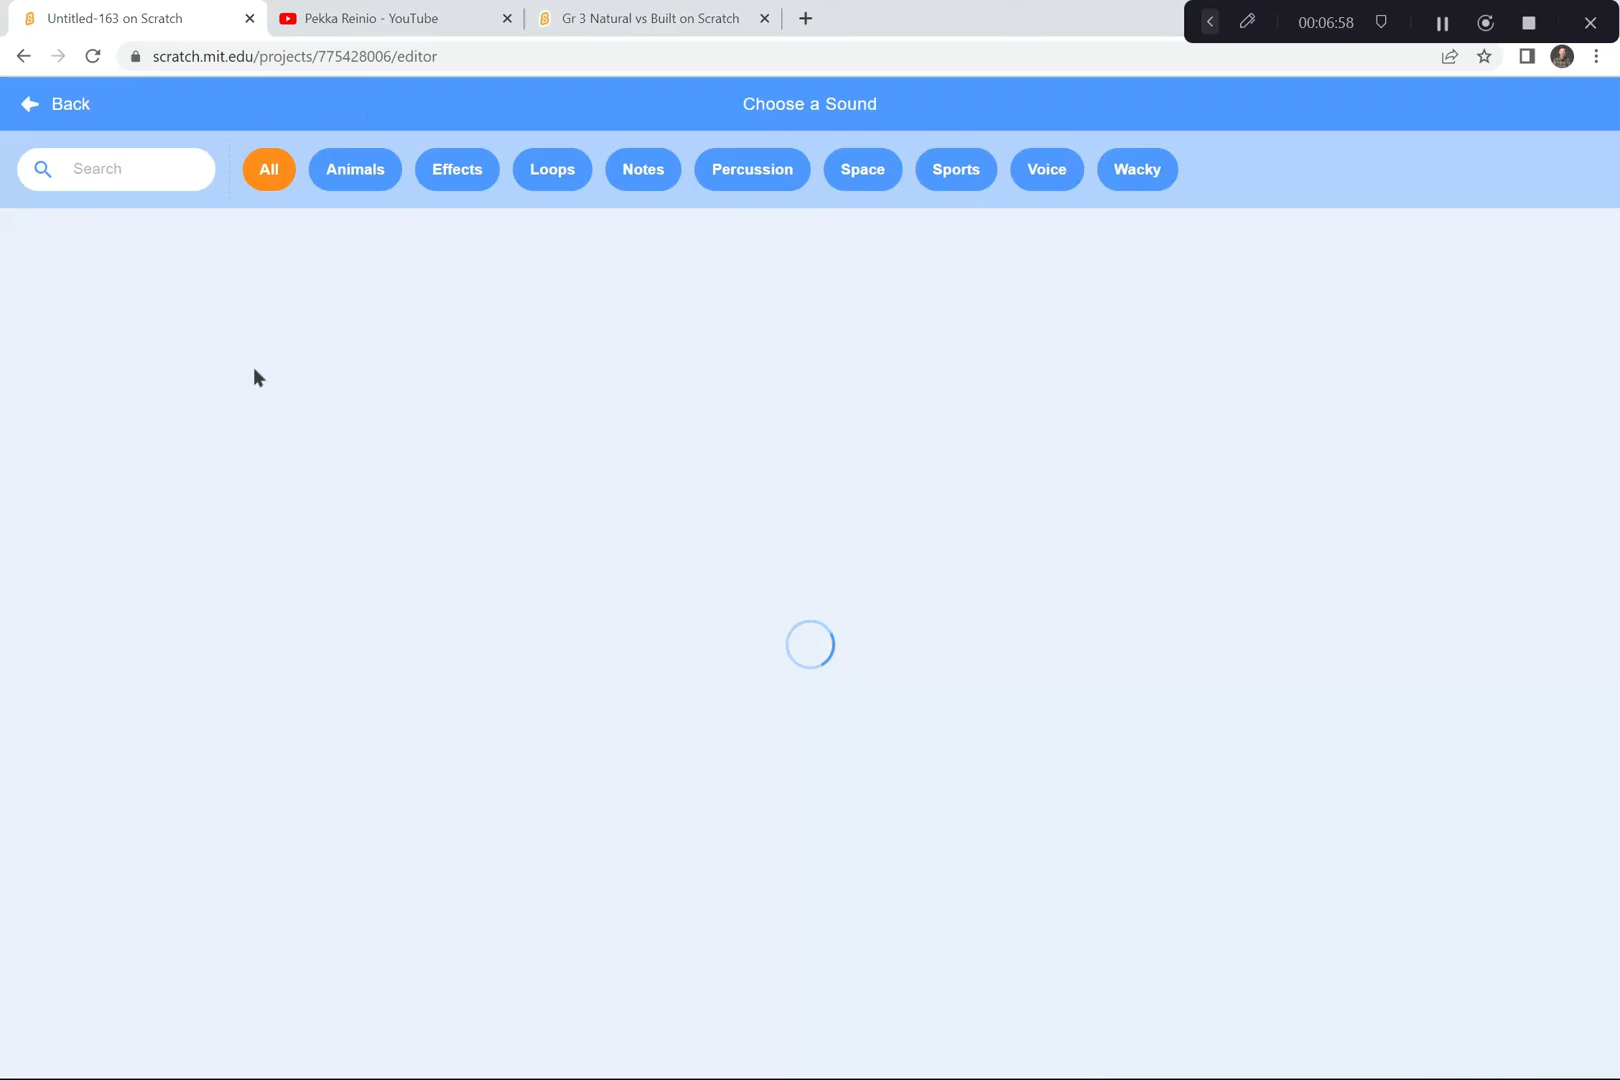 Untitled-163 on Scratch
Pekka Reinio - YouTube
Gr 3 Natural vs Built on Scratch
00:06:58
scratch.mit.edu/projects/775428006/editor
Back
Choose a Sound
Search
All
Animals
Effects
Loops
Notes
Percussion
Space
Sports
Voice
Wacky